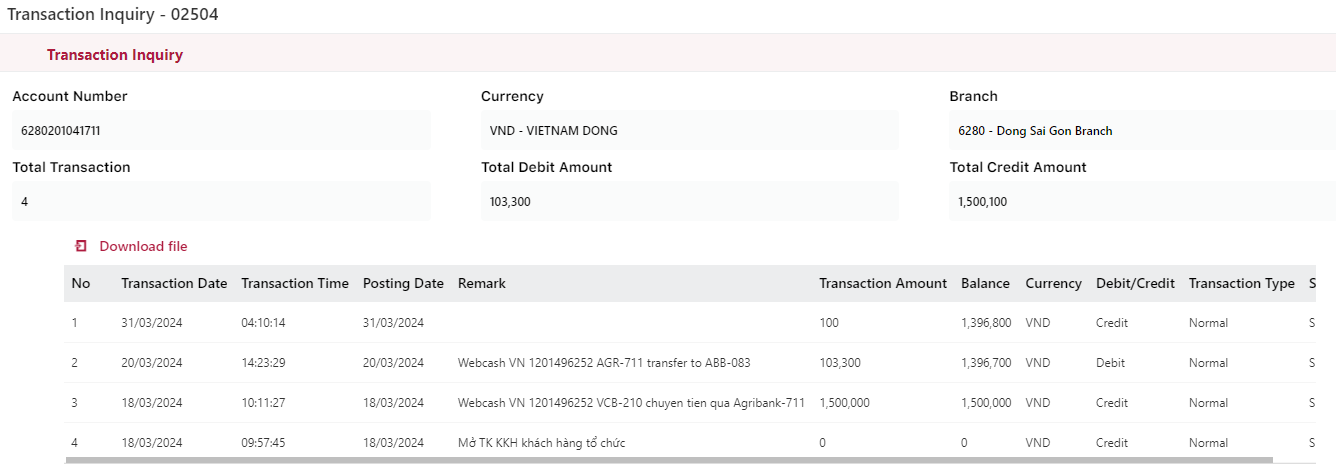 Transaction Inquiry - 02504
Transaction Inquiry
Account Number Currency Branch
6280201041711 VND - VIETNAM DONG 6280 - Dong Sai Gon Branch
Total Transaction Total Debit Amount Total Credit Amount
4 103,300 1,500,100
Download file
No Transaction Date Transaction Time Posting Date Remark Transaction Amount Balance Currency Debit/Credit Transaction Type S
1 31/03/2024 04:10:14 31/03/2024 100 1,396,800 VND Credit Normal S
2 20/03/2024 14:23:29 20/03/2024 Webcash VN 1201496252 AGR-711 transfer to ABB-083 103,300 1,396,700 VND Debit Normal S
3 18/03/2024 10:11:27 18/03/2024 Webcash VN 1201496252 VCB-210 chuyen tien qua Agribank-711 1,500,000 1,500,000 VND Credit Normal S
4 18/03/2024 09:57:45 18/03/2024 Mở TK KKH khách hàng tổ chức 0 0 VND Credit Normal S